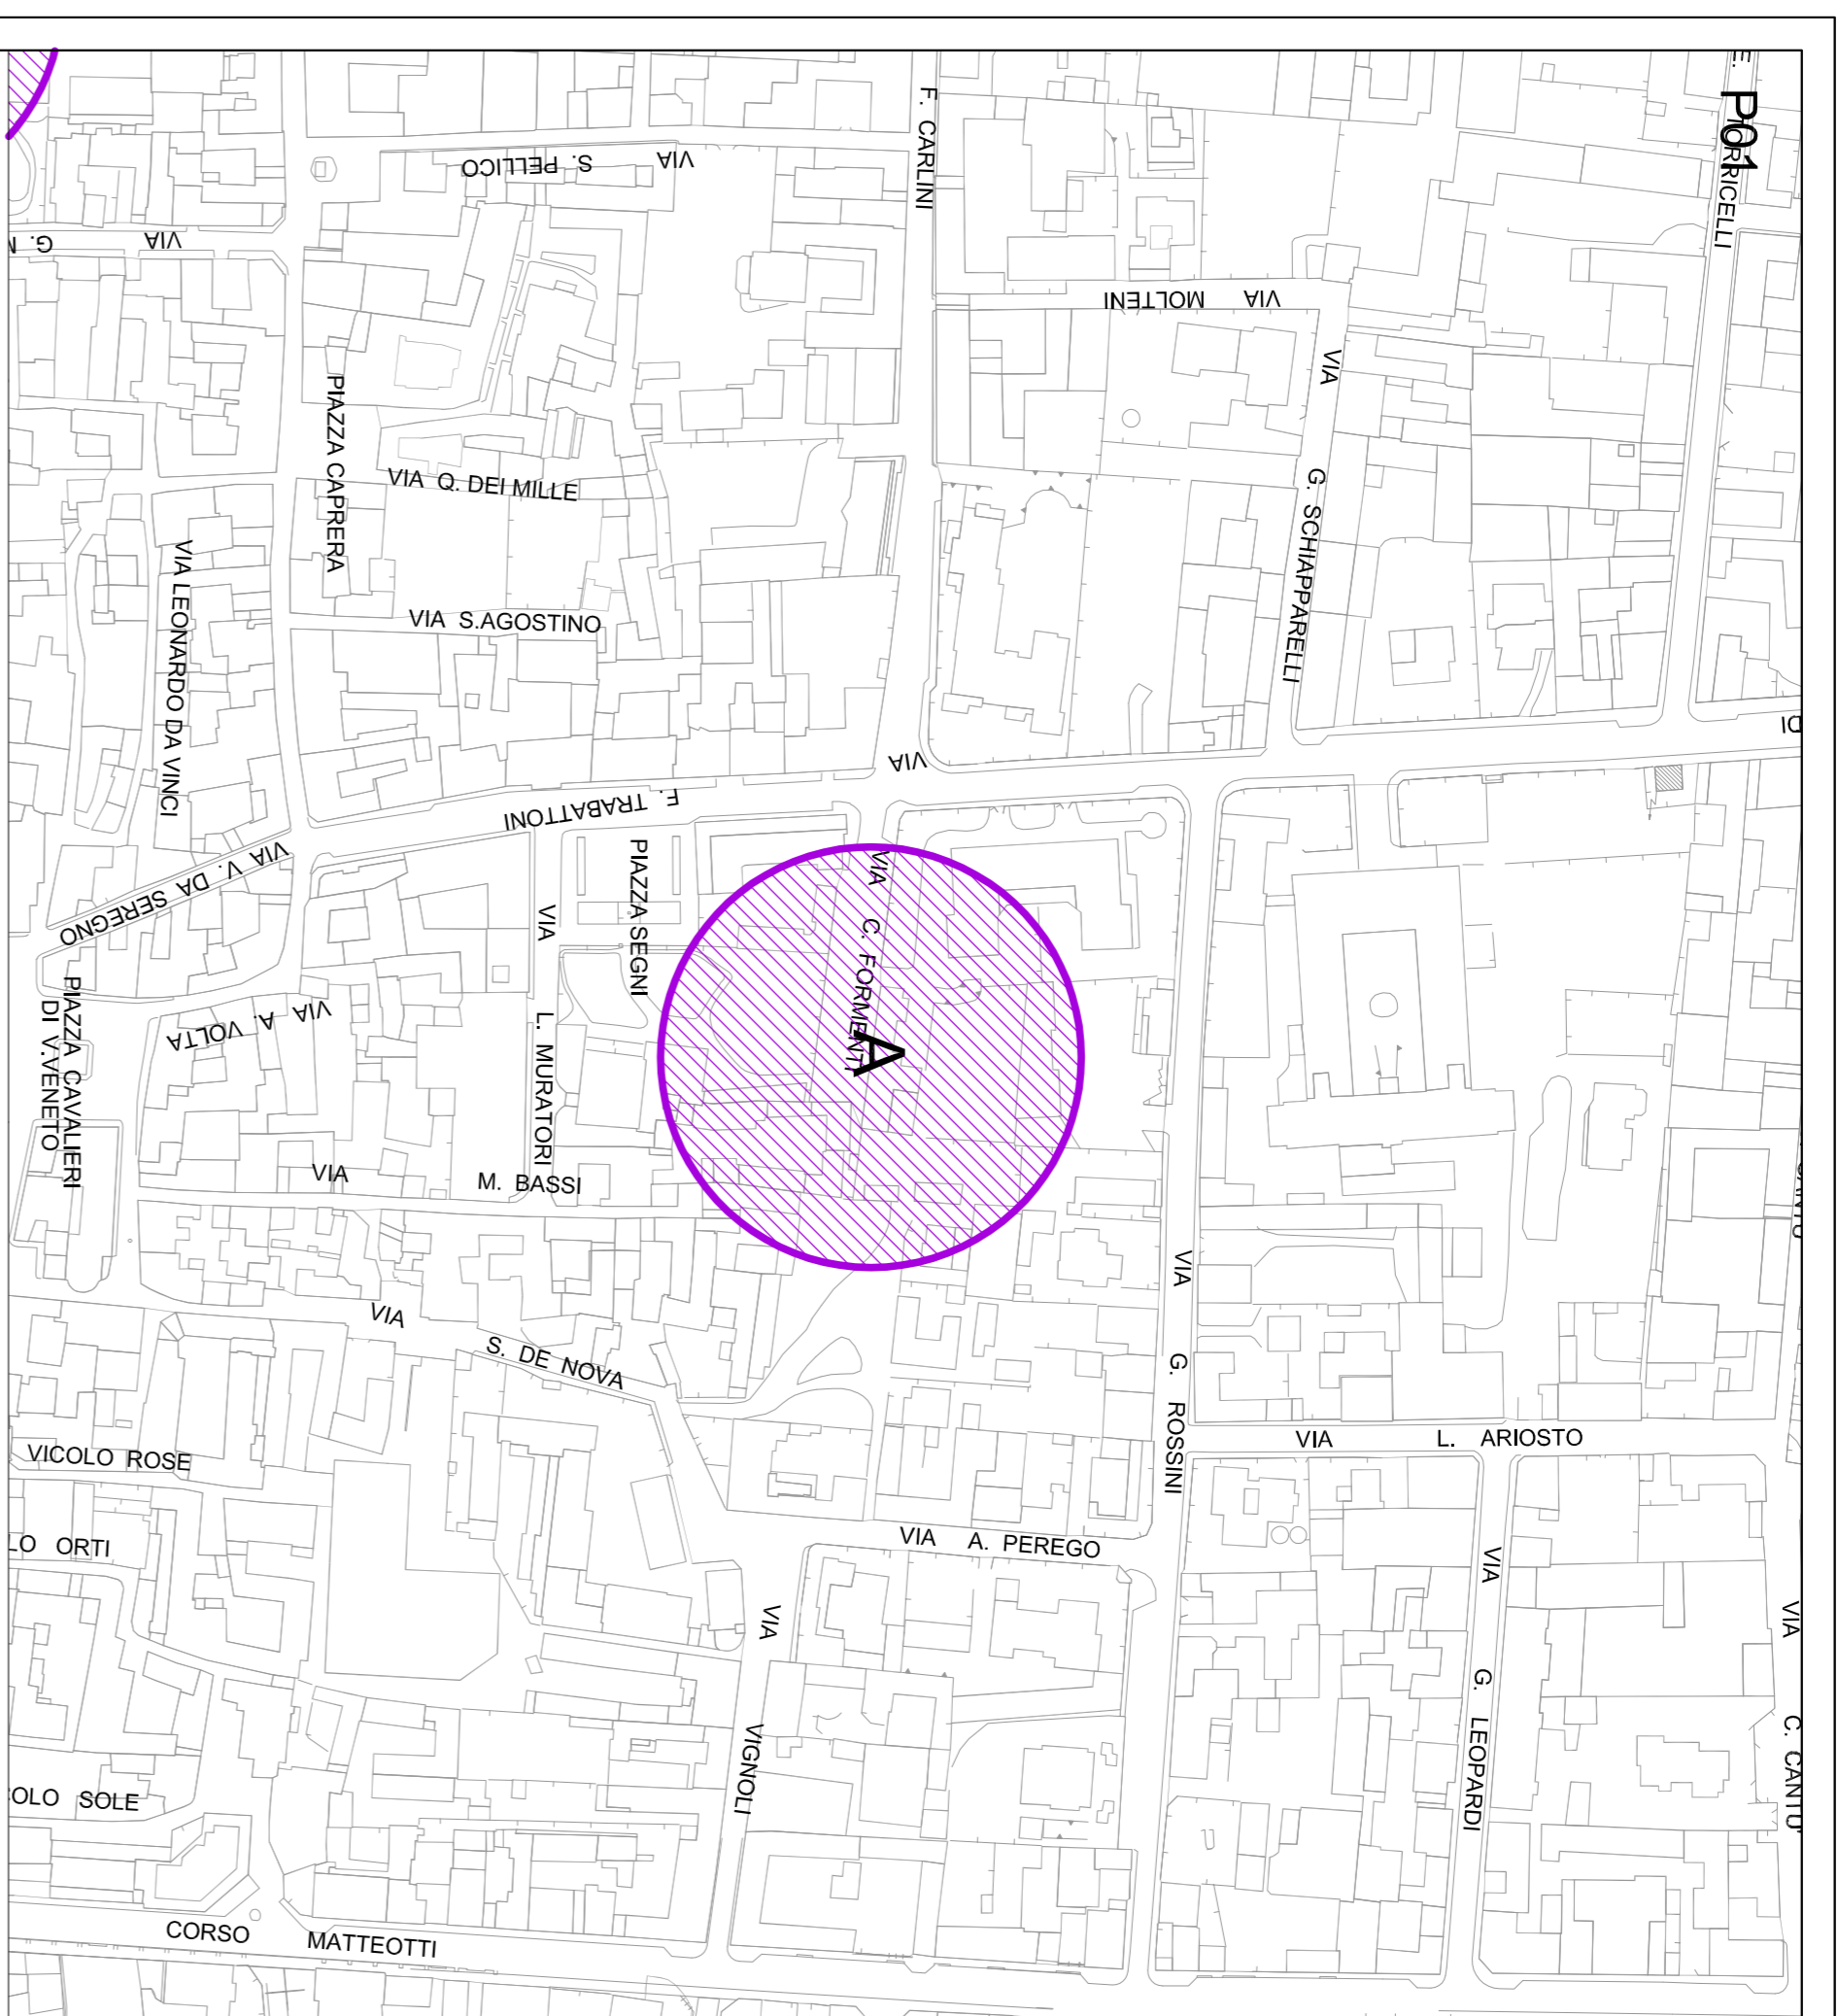 P01
E. TORRICELLI
F. CARLINI
VIA S. PELLICO
VIA G.
VIA MOLTENI
VIA G. SCHIAPPARELLI
PIAZZA CAPRERA
VIA Q. DEI MILLE
VIA LEONARDO DA VINCI
VIA S.AGOSTINO
DI
VIA F. TRABATTONI
VIA V. DA SEREGNO
PIAZZA SEGNI
VIA C. FORMENTI
A
VIA L. MURATORI
VIA A. VOLTA
PIAZZA CAVALIERI
DI V.VENETO
VIA M. BASSI
VIA S. DE NOVA
VIA G. ROSSINI
VIA L. ARIOSTO
VICOLO ROSE
LO ORTI
VIA A. PEREGO
VIA VIGNOLI
VIA G. LEOPARDI
VIA C. CANTU'
OLO SOLE
CORSO MATTEOTTI